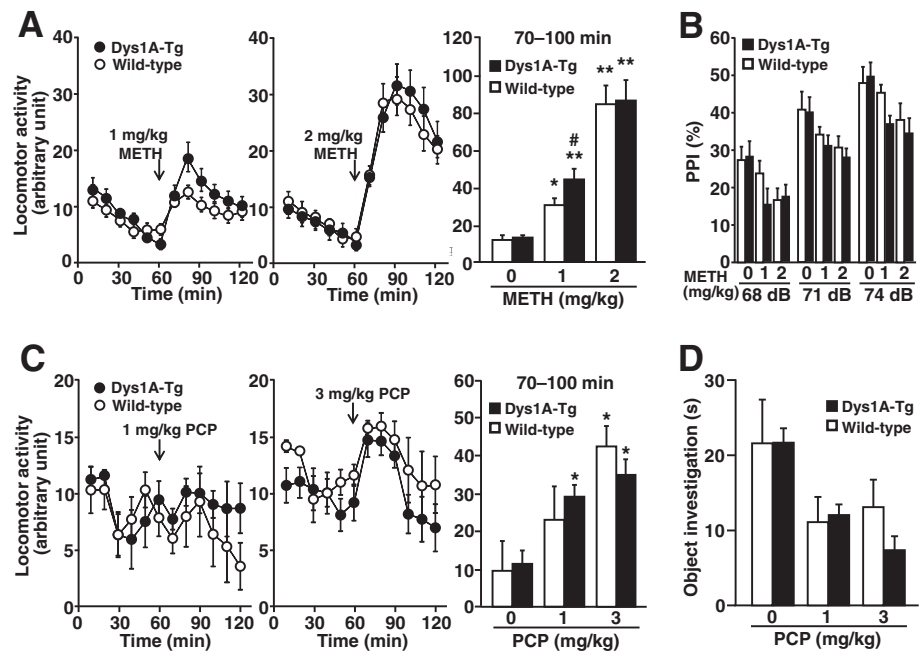 A
B
40
Dys1A-Tg
Wild-type
30
20
10
0
1 mg/kg
METH
Locomotor activity
(arbitrary unit)
0 30 60 90 120
Time (min)
40
30
20
10
0
2 mg/kg
METH
0 30 60 90 120
Time (min)
120
100
80
60
40
20
0
70–100 min
Dys1A-Tg
Wild-type
*
#
**
** **
0 1 2
METH (mg/kg)
60
50
40
30
20
10
0
PPI (%)
Dys1A-Tg
Wild-type
METH 0 1 2 0 1 2 0 1 2
(mg/kg) 68 dB 71 dB 74 dB
C
D
20
15
10
5
0
Dys1A-Tg
Wild-type
1 mg/kg PCP
Locomotor activity
(arbitrary unit)
0 30 60 90 120
Time (min)
20
15
10
5
0
3 mg/kg PCP
0 30 60 90 120
Time (min)
60
50
40
30
20
10
0
70–100 min
Dys1A-Tg
Wild-type
*
*
*
0 1 3
PCP (mg/kg)
30
20
10
0
Object investigation (s)
Dys1A-Tg
Wild-type
0 1 3
PCP (mg/kg)